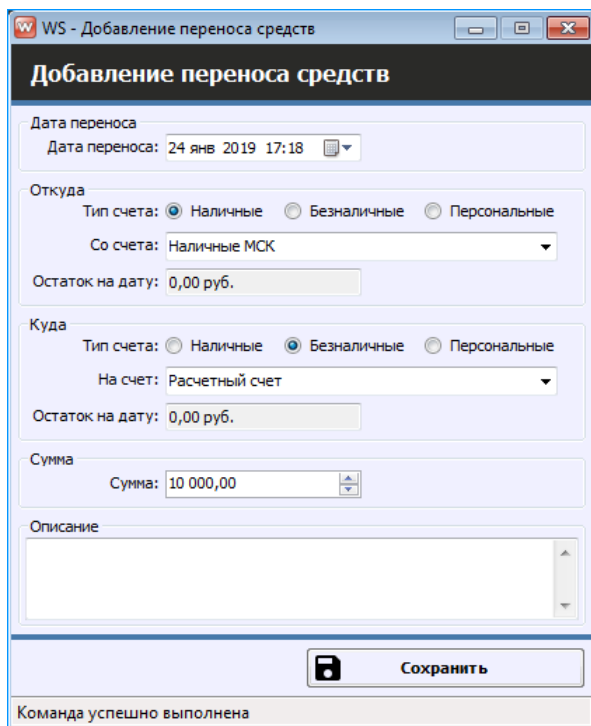 WS - Добавление переноса средств
Добавление переноса средств
Дата переноса
Дата переноса: 24 янв 2019 17:18
Откуда
Тип счета: Наличные Безналичные Персональные
Со счета: Наличные МСК
Остаток на дату: 0,00 руб.
Куда
Тип счета: Наличные Безналичные Персональные
На счет: Расчетный счет
Остаток на дату: 0,00 руб.
Сумма
Сумма: 10 000,00
Описание
Сохранить
Команда успешно выполнена